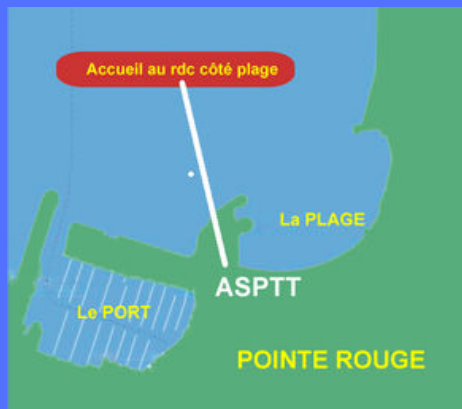 Accueil au rdc côté plage
La PLAGE
ASPTT
Le PORT
POINTE ROUGE